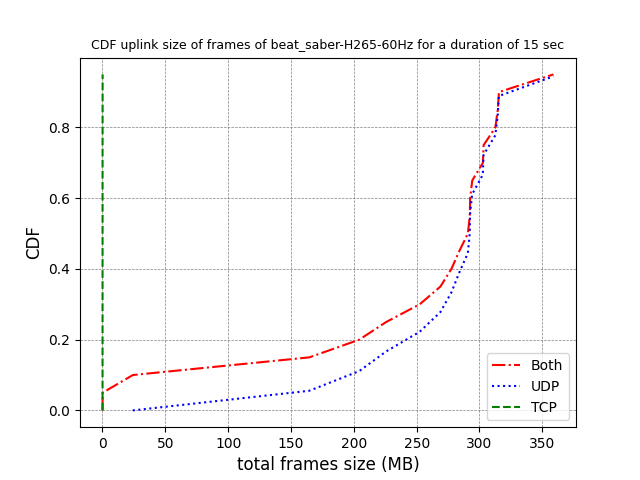 CDF uplink size of frames of beat_saber-H265-60Hz for a duration of 15 sec
CDF
0.8
0.6
0.4
0.2
0.0
Both
UDP
TCP
0 50 100 150 200 250 300 350
total frames size (MB)